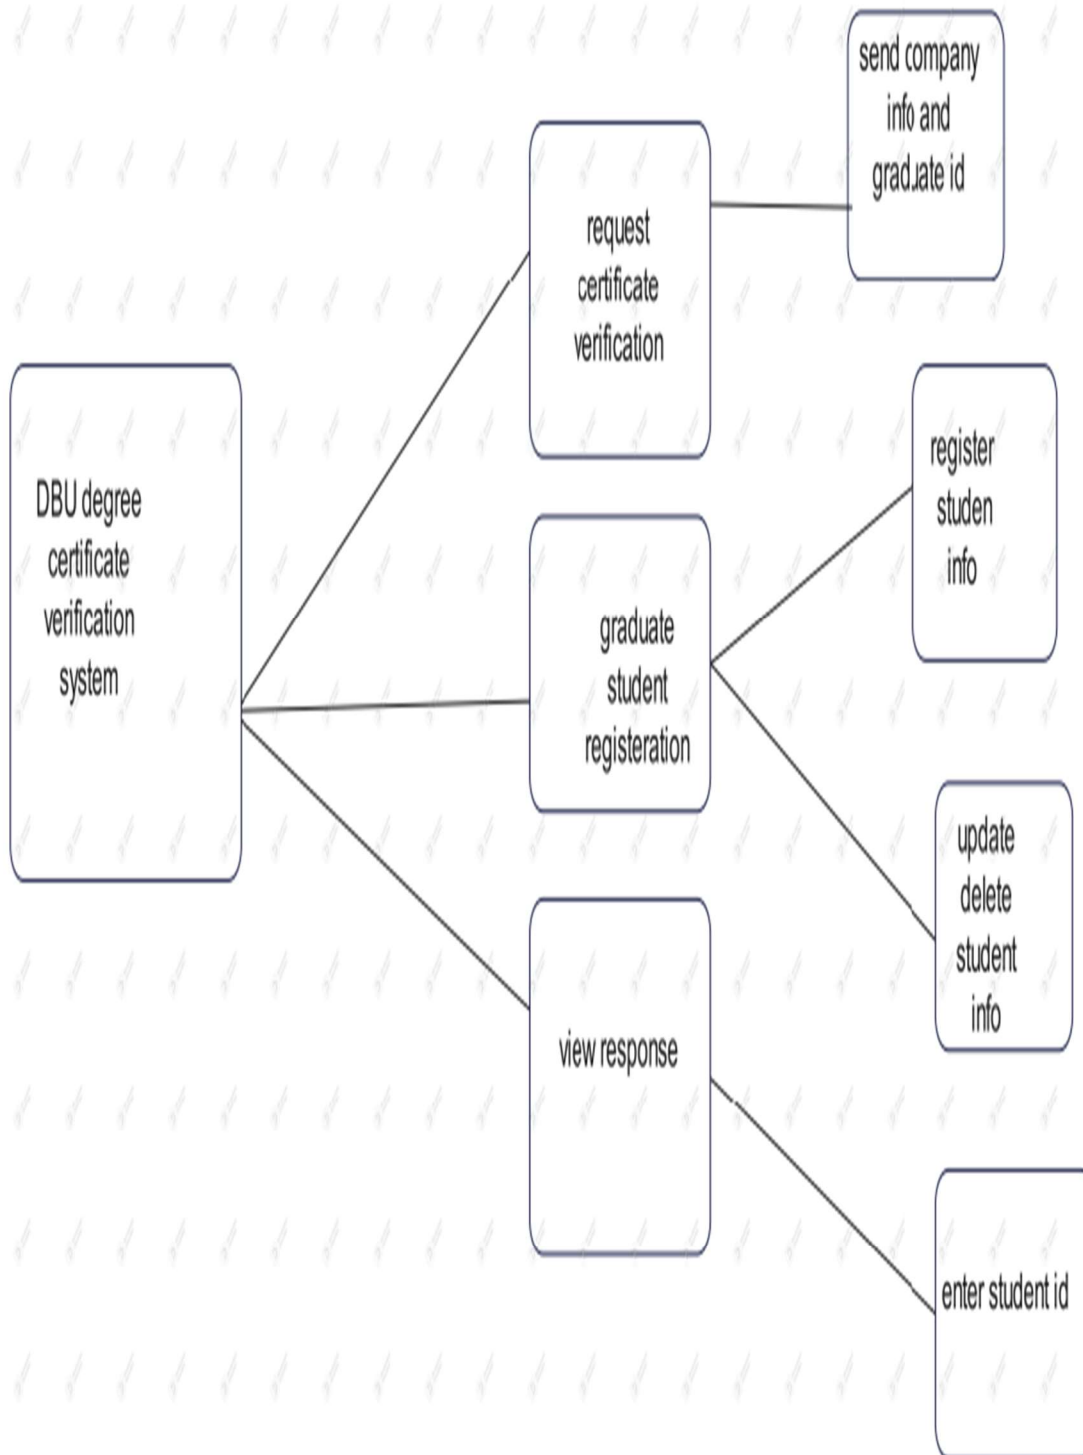 DBU degree
certificate
verification
system
request
certificate
verification
send company
info and
graduate id
graduate
student
registeration
register
studen
info
update
delete
student
info
view response
enter student id